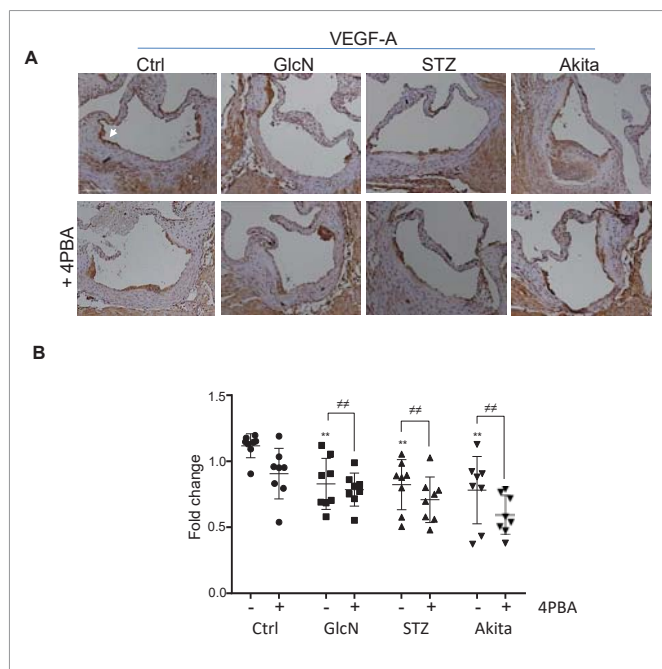 VEGF-A
A
Ctrl GlcN STZ Akita
+ 4PBA
B
Fold change
1.5
1.0
0.5
0.0
≠≠ ≠≠ ≠≠
** ** **
- + - + - + - + 4PBA
Ctrl GlcN STZ Akita